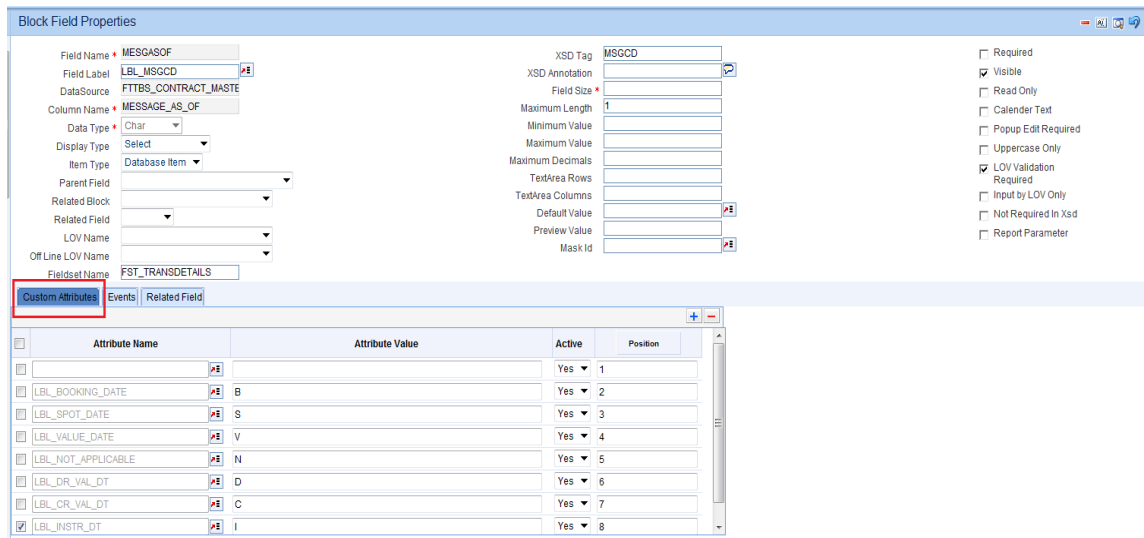 Block Field Properties
Field Name * MESGASOF
Field Label LBL_MSGCD
DataSource FTTBS_CONTRACT_MASTE
Column Name * MESSAGE_AS_OF
Data Type * Char
Display Type Select
Item Type Database Item
Parent Field
Related Block
Related Field
LOV Name
Off Line LOV Name
Fieldset Name FST_TRANSDETAILS
XSD Tag MSGCD
XSD Annotation
Field Size *
Maximum Length 1
Minimum Value
Maximum Value
Maximum Decimals
TextArea Rows
TextArea Columns
Default Value
Preview Value
Mask Id
Required
Visible
Read Only
Calender Text
Popup Edit Required
Uppercase Only
LOV Validation
Required
Input by LOV Only
Not Required In Xsd
Report Parameter
Custom Attributes Events Related Field
Attribute Name Attribute Value Active Position
Yes 1
LBL_BOOKING_DATE B Yes 2
LBL_SPOT_DATE S Yes 3
LBL_VALUE_DATE V Yes 4
LBL_NOT_APPLICABLE N Yes 5
LBL_DR_VAL_DT D Yes 6
LBL_CR_VAL_DT C Yes 7
LBL_INSTR_DT I Yes 8